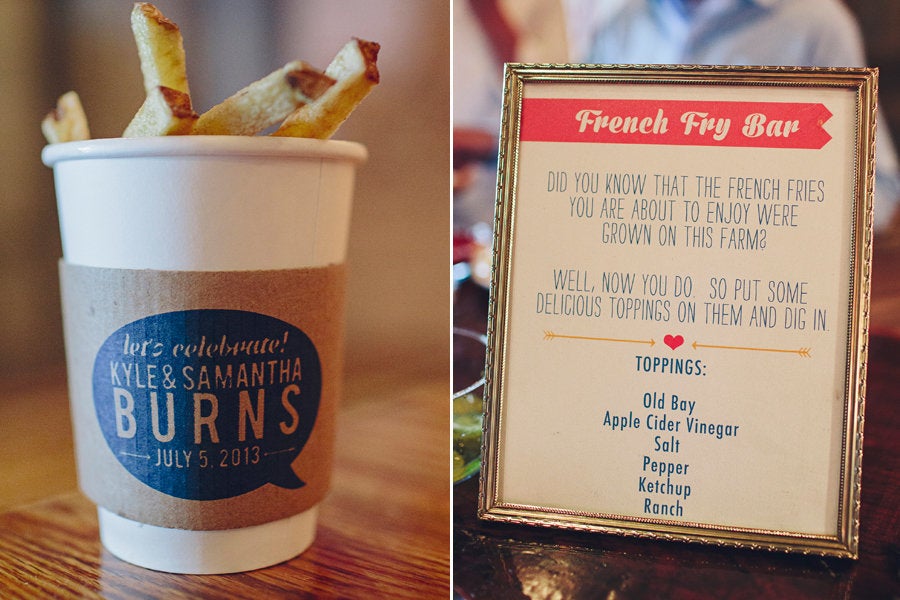 let's celebrate!
KYLE & SAMANTHA
BURNS
JULY 5, 2013
French Fry Bar
DID YOU KNOW THAT THE FRENCH FRIES
YOU ARE ABOUT TO ENJOY WERE
GROWN ON THIS FARM?
WELL, NOW YOU DO. SO PUT SOME
DELICIOUS TOPPINGS ON THEM AND DIG IN.
TOPPINGS:
Old Bay
Apple Cider Vinegar
Salt
Pepper
Ketchup
Ranch